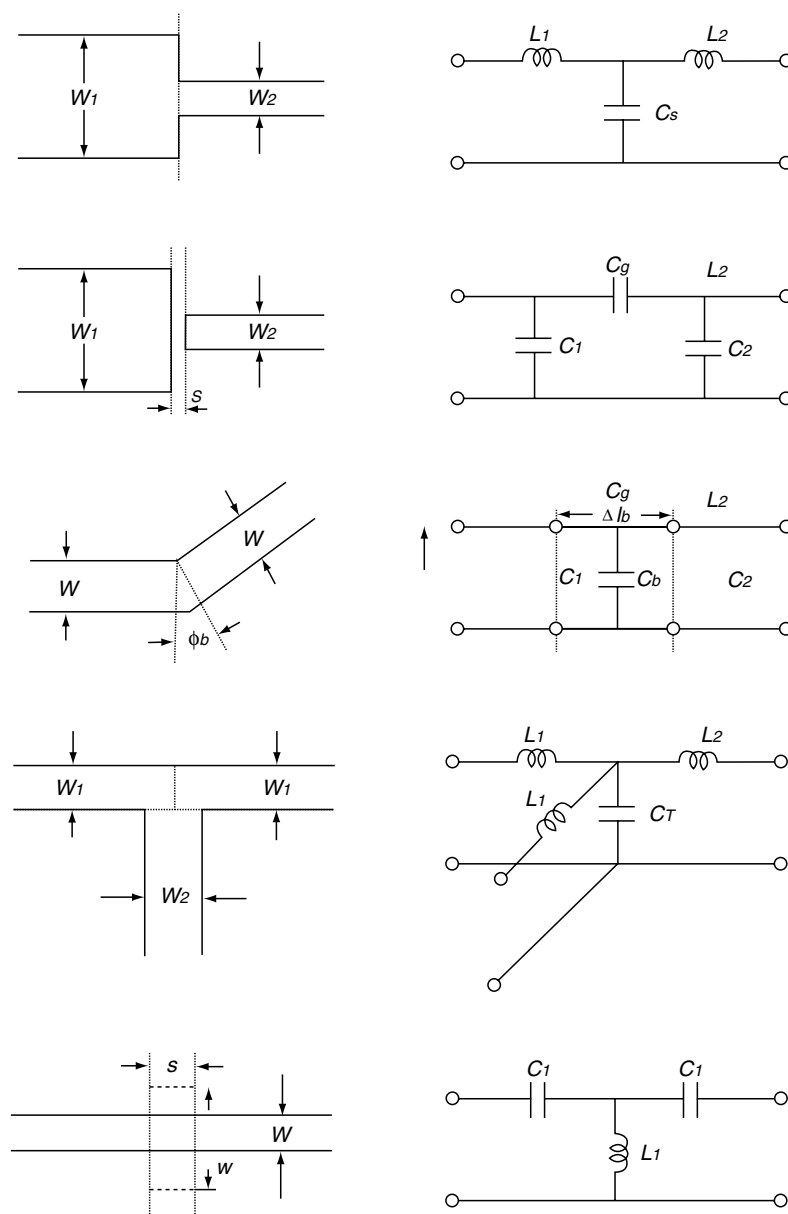 L1 L2
W1 W2
Cs
Cg L2
W1 W2
C1 C2
s
Cg L2
Δlb
W
W C1 Cb C2
ϕb
L1 L2
W1 W1
L1 CT
W2
s C1 C1
W
w L1